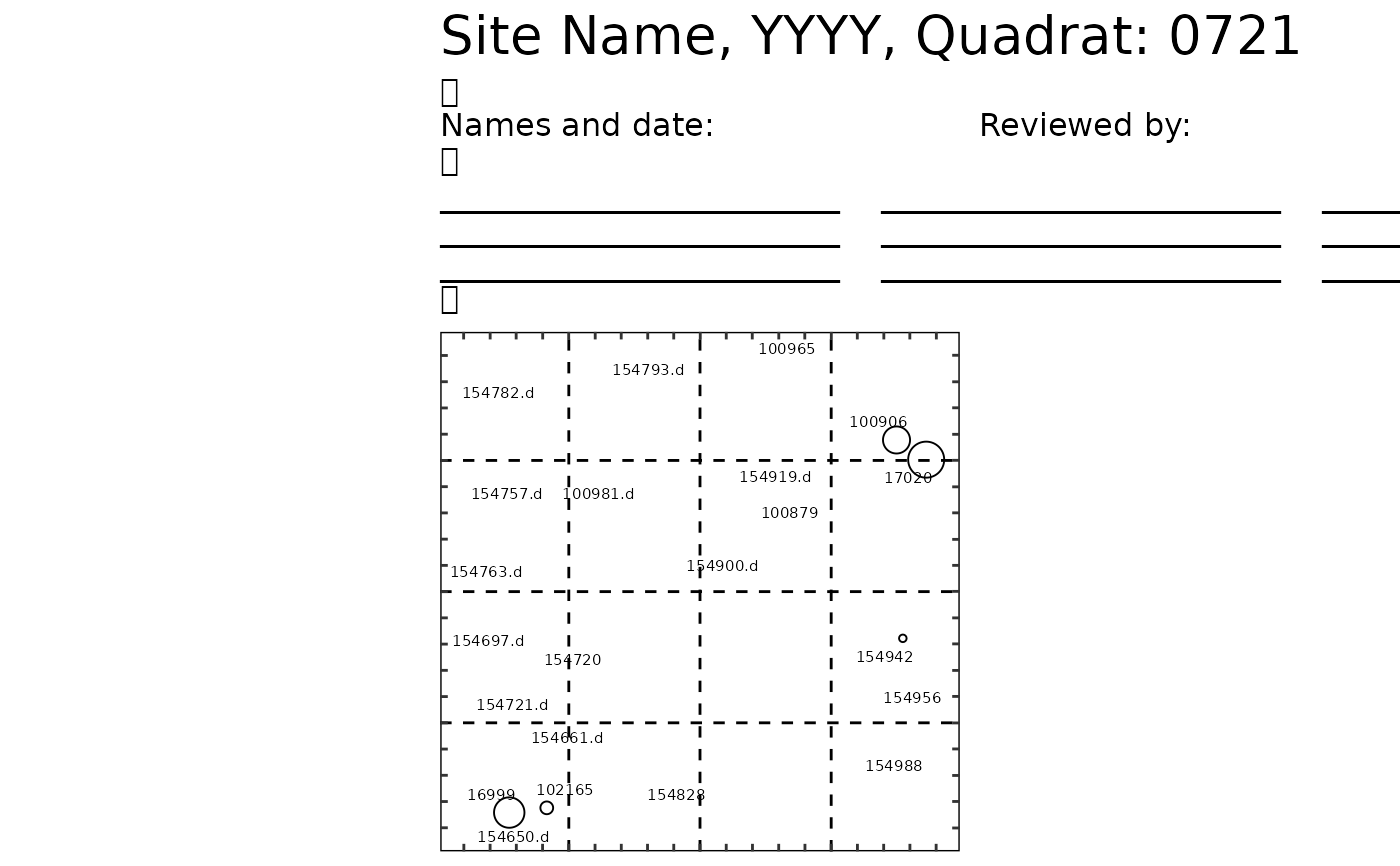 Site Name, YYYY, Quadrat: 0721
Names and date: Reviewed by:
100965
154793.d
154782.d
100906
154919.d
17020
154757.d
100981.d
100879
154900.d
154763.d
154697.d
154720
154942
154956
154721.d
154661.d
154988
102165
16999
154828
154650.d